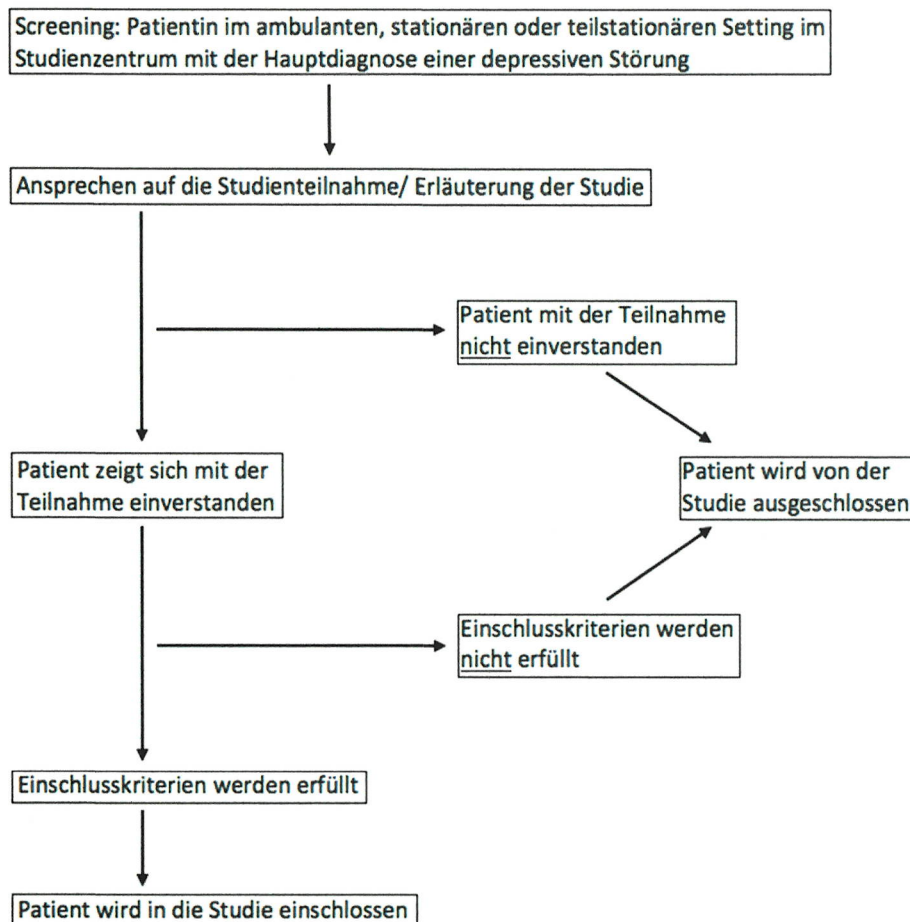 Screening: Patientin im ambulanten, stationären oder teilstationären Setting im
Studienzentrum mit der Hauptdiagnose einer depressiven Störung
Ansprechen auf die Studienteilnahme/ Erläuterung der Studie
Patient mit der Teilnahme
nicht einverstanden
Patient zeigt sich mit der
Teilnahme einverstanden
Patient wird von der
Studie ausgeschlossen
Einschlusskriterien werden
nicht erfüllt
Einschlusskriterien werden erfüllt
Patient wird in die Studie einschlossen